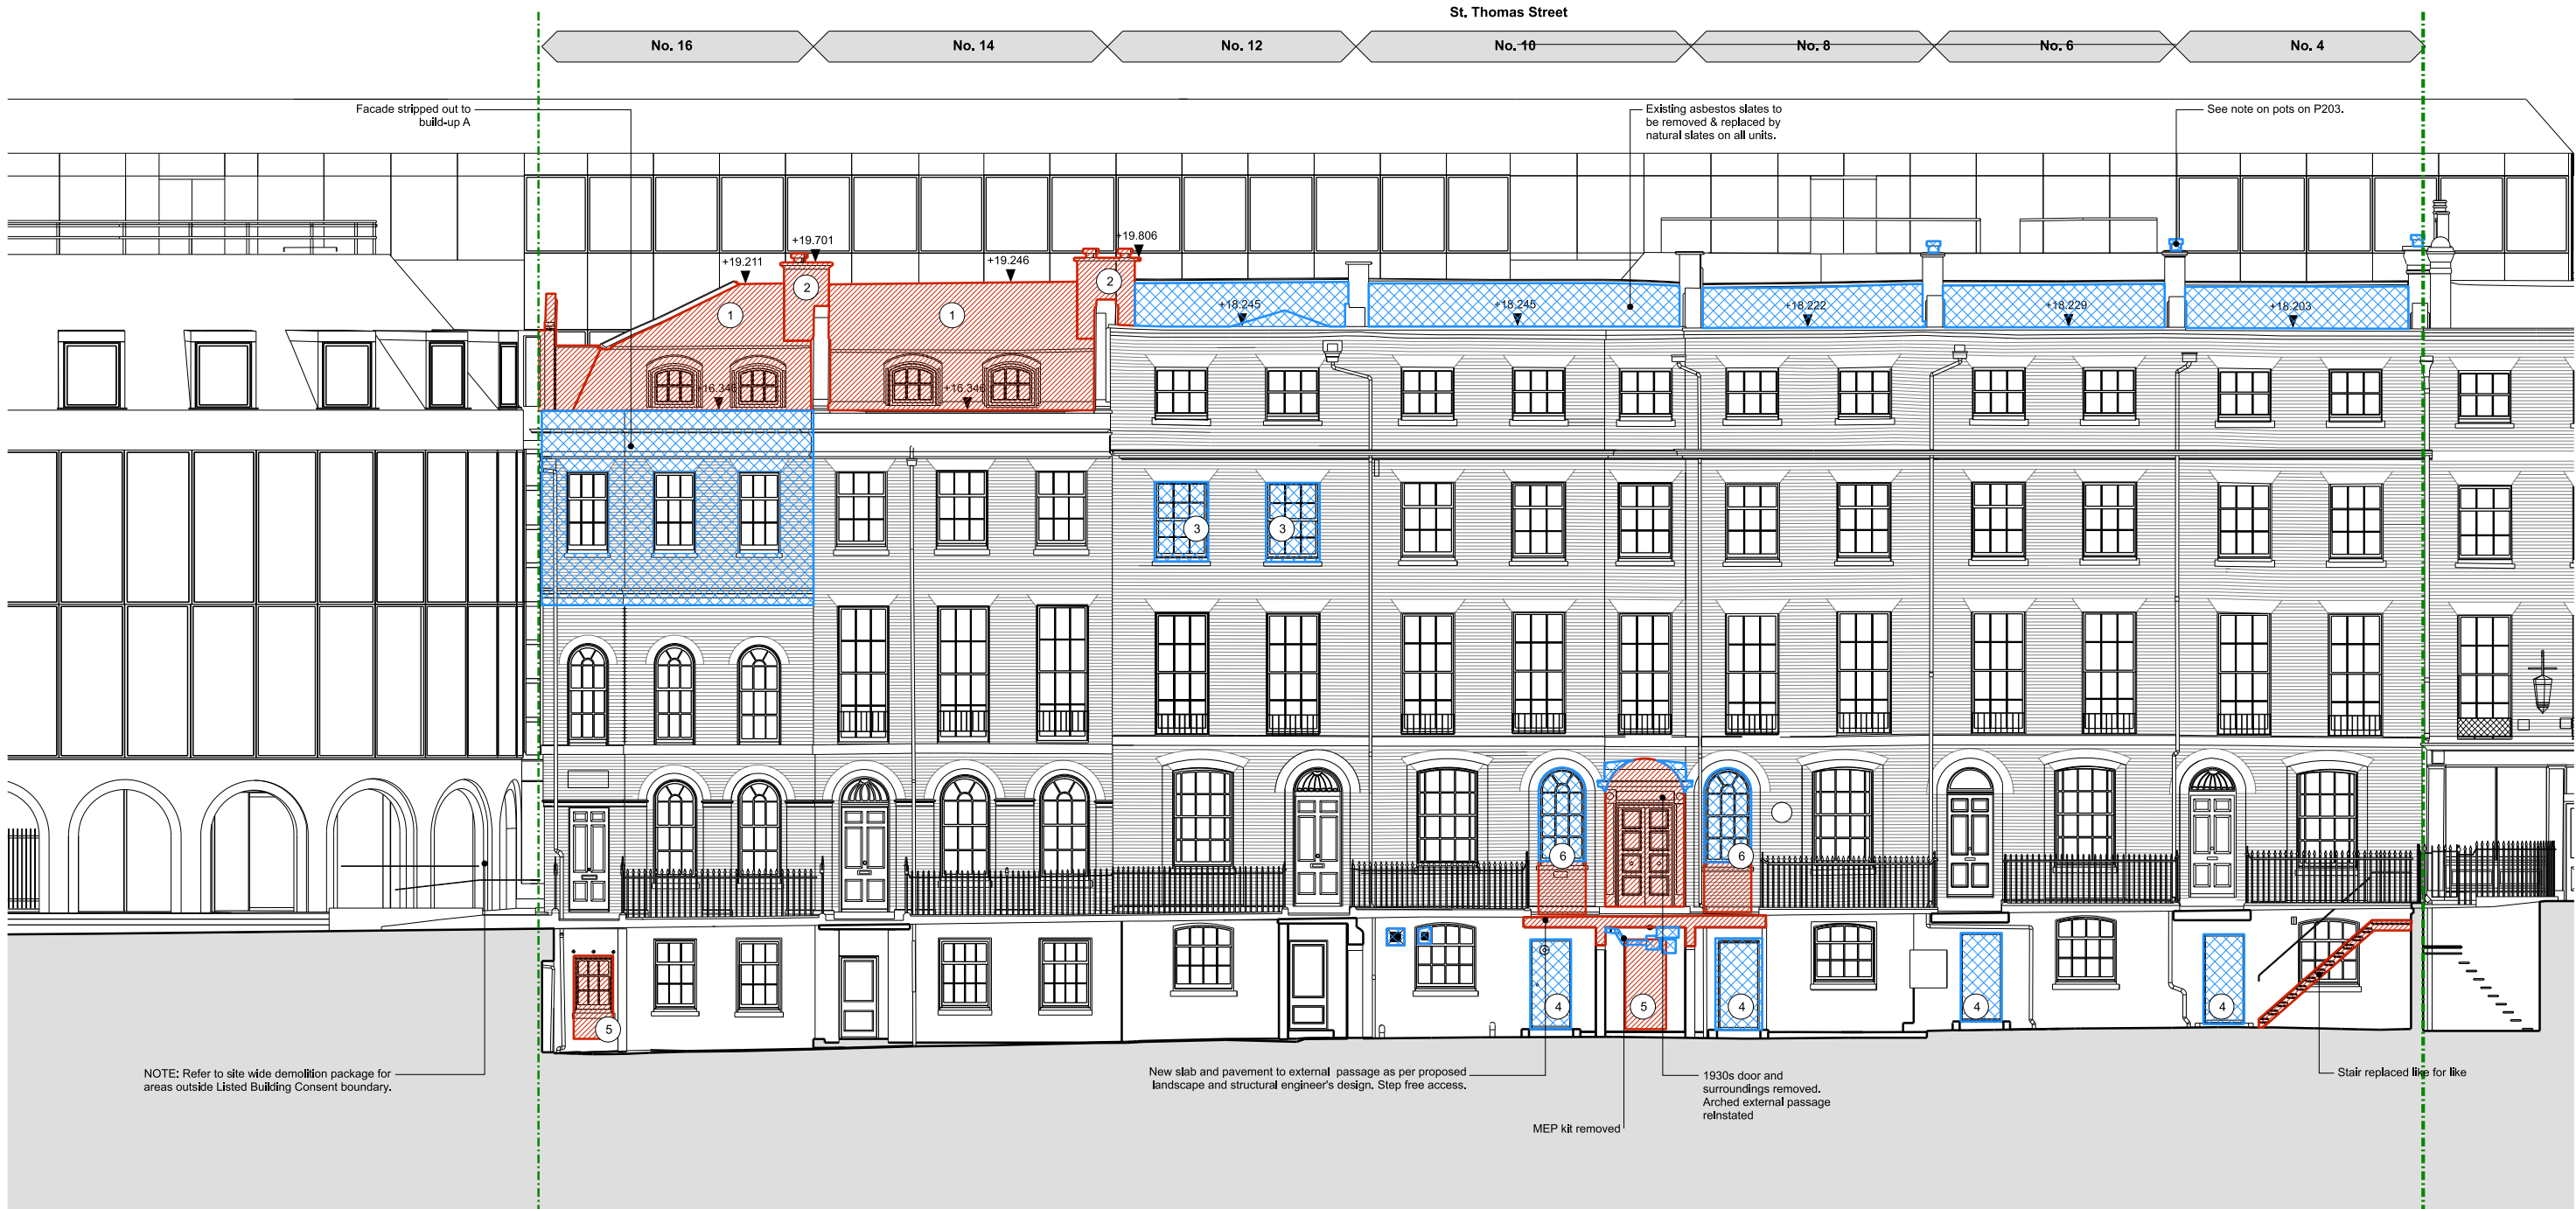 St. Thomas Street
No. 16
No. 14
No. 12
No. 10
No. 8
No. 6
No. 4
Facade stripped out to
build-up A
Existing asbestos slates to
be removed & replaced by
natural slates on all units.
See note on pots on P203.
+19.701
+19.806
+19.211
+19.246
2
2
1
1
+18.245
+18.245
+18.222
+18.229
+18.203
+16.346
+16.346
3
3
6
6
4
5
4
4
4
5
NOTE: Refer to site wide demolition package for
areas outside Listed Building Consent boundary.
New slab and pavement to external passage as per proposed
landscape and structural engineer's design. Step free access.
MEP kit removed
1930s door and
surroundings removed.
Arched external passage
reinstated
Stair replaced like for like